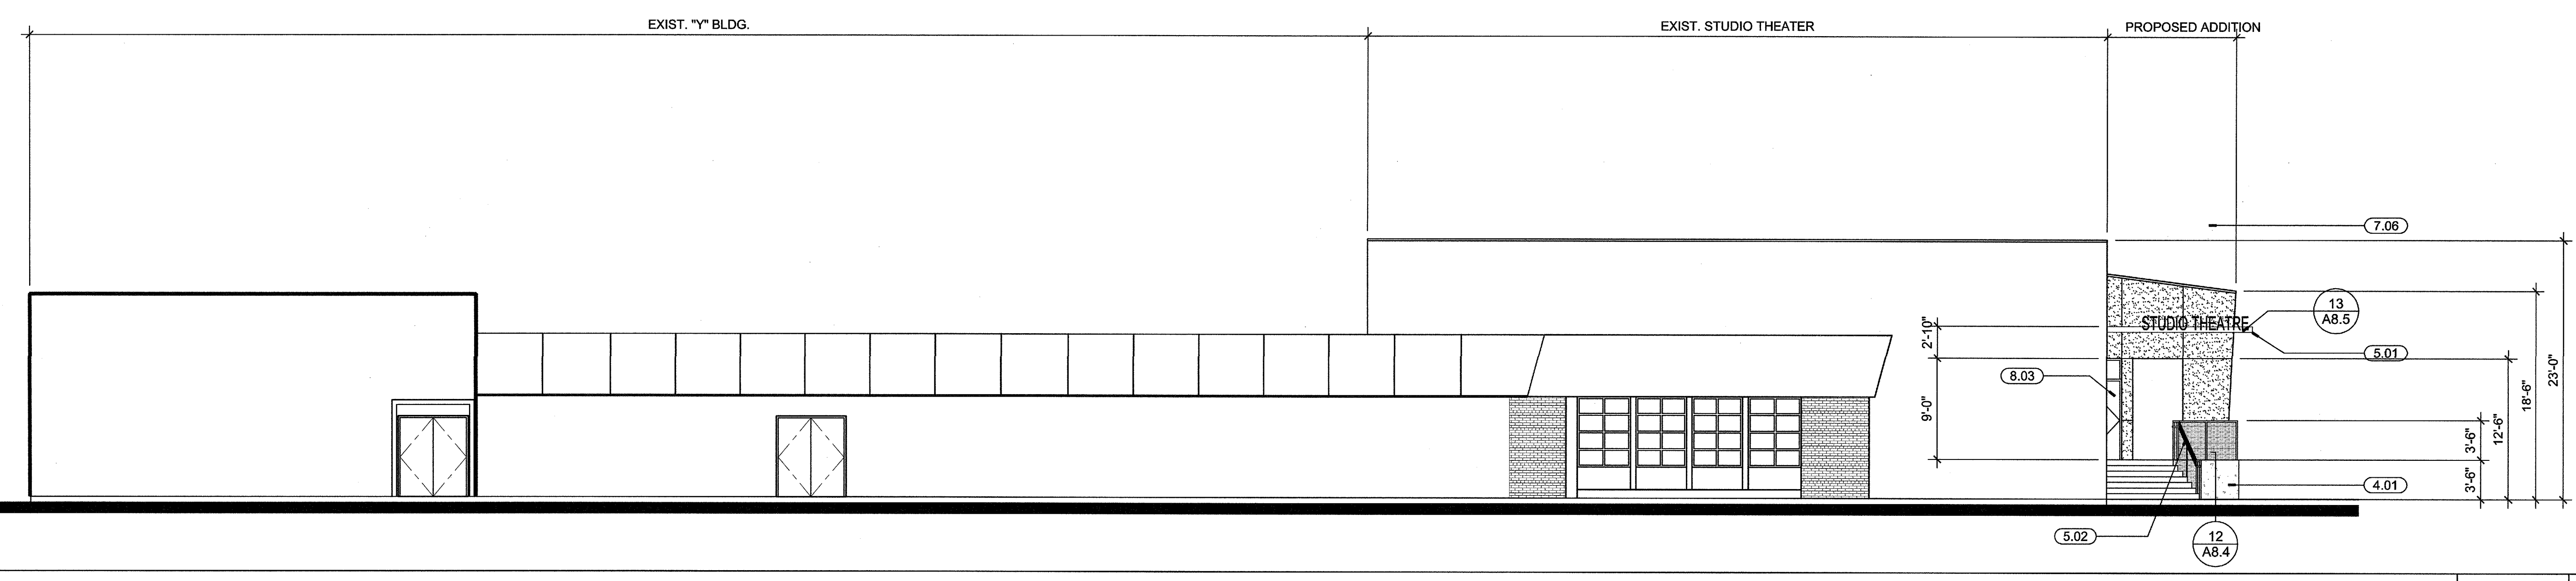 EXIST. "Y" BLDG.
EXIST. STUDIO THEATER
PROPOSED ADDITION
7.06
13
A8.5
STUDIO THEATRE
5.01
2'-10"
8.03
9'-0"
23'-0"
18'-6"
12'-6"
3'-6"
3'-6"
4.01
5.02
12
A8.4